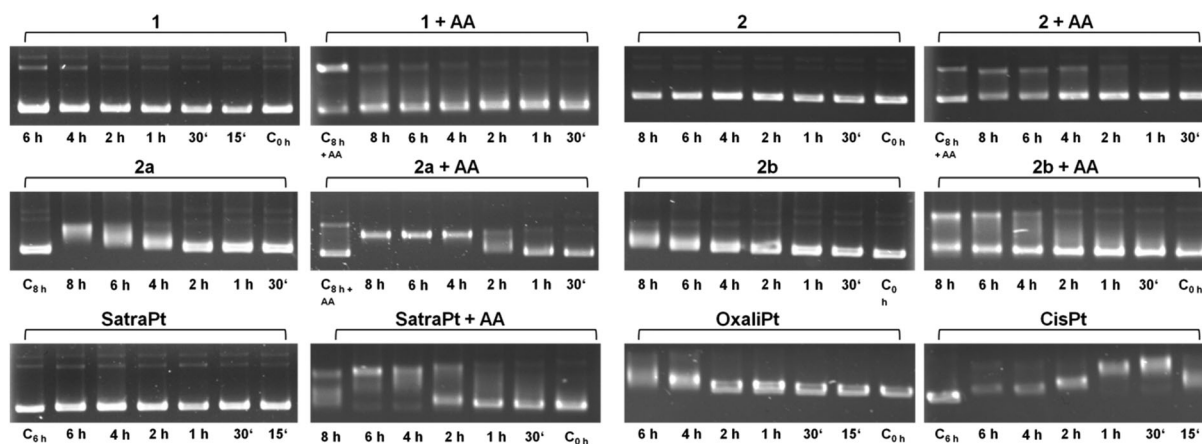 1 1 + AA 2 2 + AA
6 h 4 h 2 h 1 h 30‘ 15‘ C0 h C8 h + AA 8 h 6 h 4 h 2 h 1 h 30‘ 8 h 6 h 4 h 2 h 1 h 30‘ C0 h C8 h + AA 8 h 6 h 4 h 2 h 1 h 30‘
2a 2a + AA 2b 2b + AA
C8 h 8 h 6 h 4 h 2 h 1 h 30‘ C8 h + AA 8 h 6 h 4 h 2 h 1 h 30‘ 8 h 6 h 4 h 2 h 1 h 30‘ C0 h 8 h 6 h 4 h 2 h 1 h 30‘ C0 h
SatraPt SatraPt + AA OxaliPt CisPt
C6 h 6 h 4 h 2 h 1 h 30‘ 15‘ 8 h 6 h 4 h 2 h 1 h 30‘ C0 h 6 h 4 h 2 h 1 h 30‘ 15‘ C0 h C6 h 6 h 4 h 2 h 1 h 30‘ 15‘